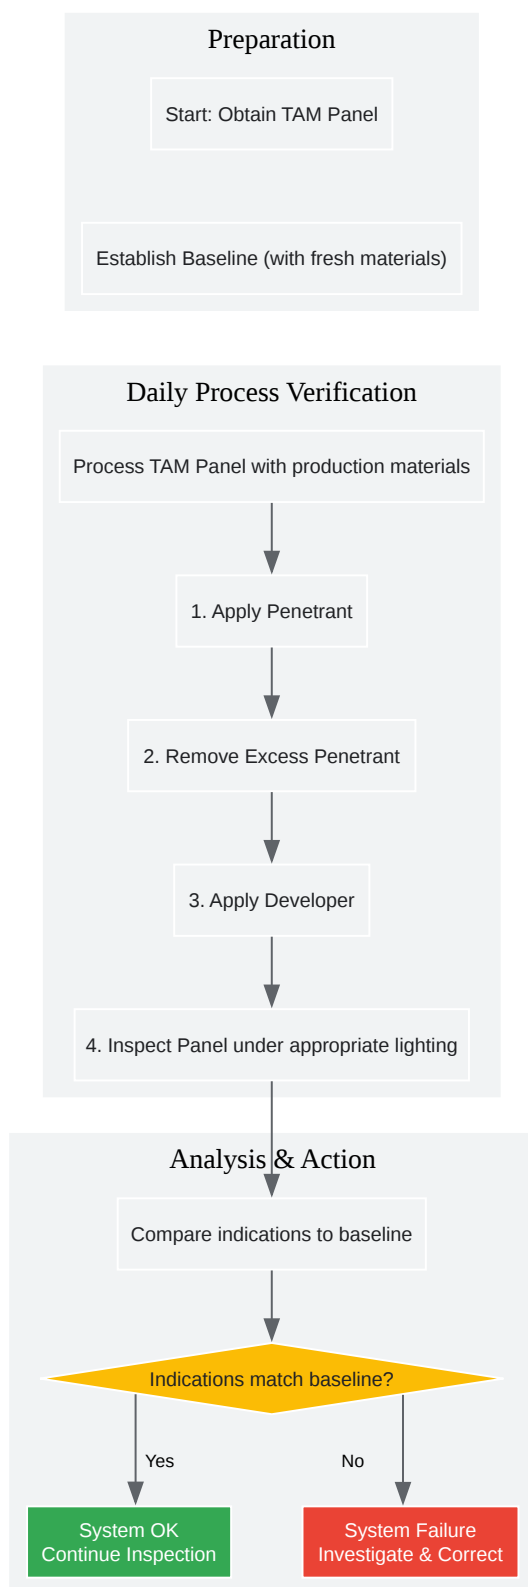 Preparation
Start: Obtain TAM Panel
Establish Baseline (with fresh materials)
Daily Process Verification
Process TAM Panel with production materials
1. Apply Penetrant
2. Remove Excess Penetrant
3. Apply Developer
4. Inspect Panel under appropriate lighting
Analysis & Action
Compare indications to baseline
Indications match baseline?
Yes
No
System OK
Continue Inspection
System Failure
Investigate & Correct